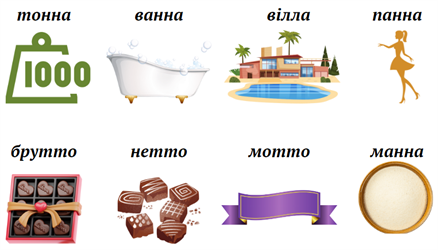 тонна ванна вілла панна
1000
брутто нетто мотто манна